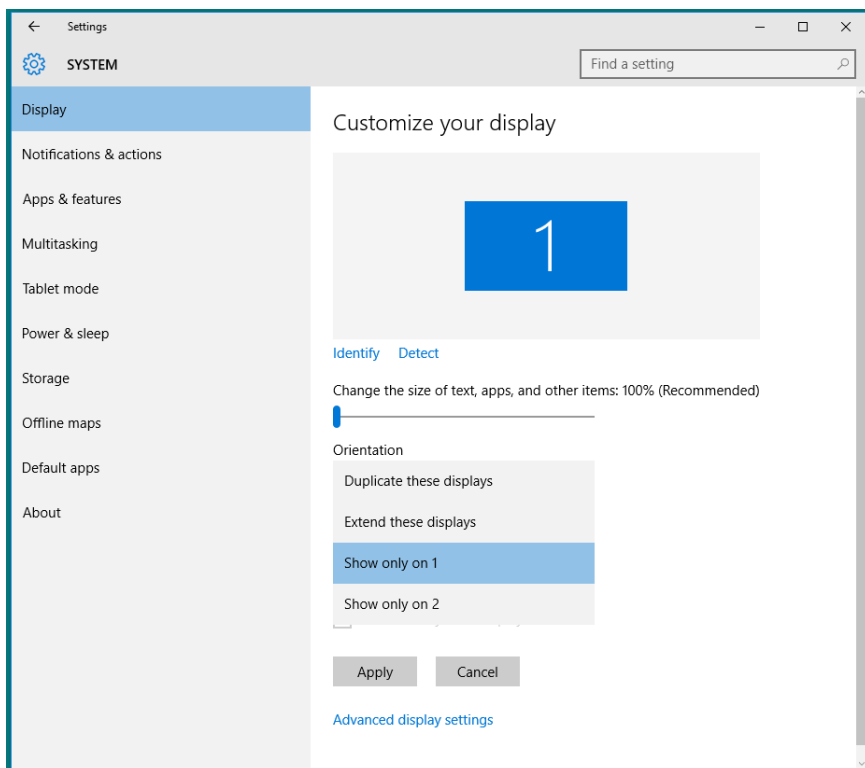 Settings
SYSTEM
Find a setting
Display
Notifications & actions
Apps & features
Multitasking
Tablet mode
Power & sleep
Storage
Offline maps
Default apps
About
Customize your display
1
Identify Detect
Change the size of text, apps, and other items: 100% (Recommended)
Orientation
Duplicate these displays
Extend these displays
Show only on 1
Show only on 2
Apply Cancel
Advanced display settings